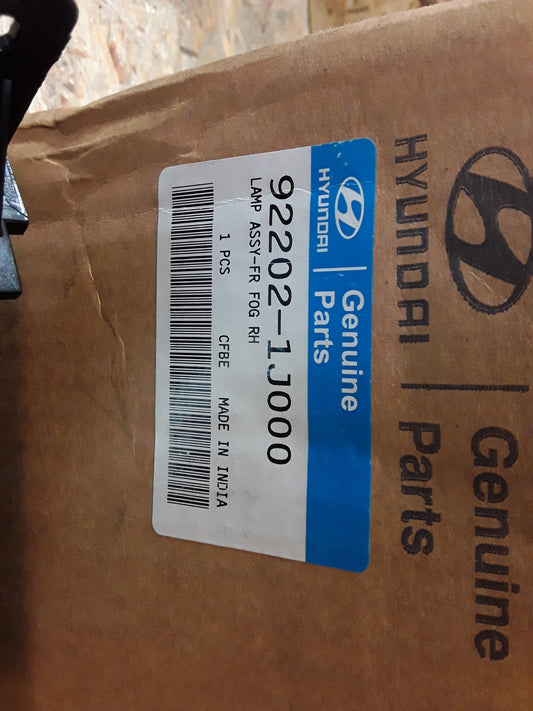 HYUNDAI
Genuine
Parts
HYUNDAI
Genuine
Parts
92202-1J000
LAMP ASSY-FR FOG RH
1 PCS CFBE MADE IN INDIA